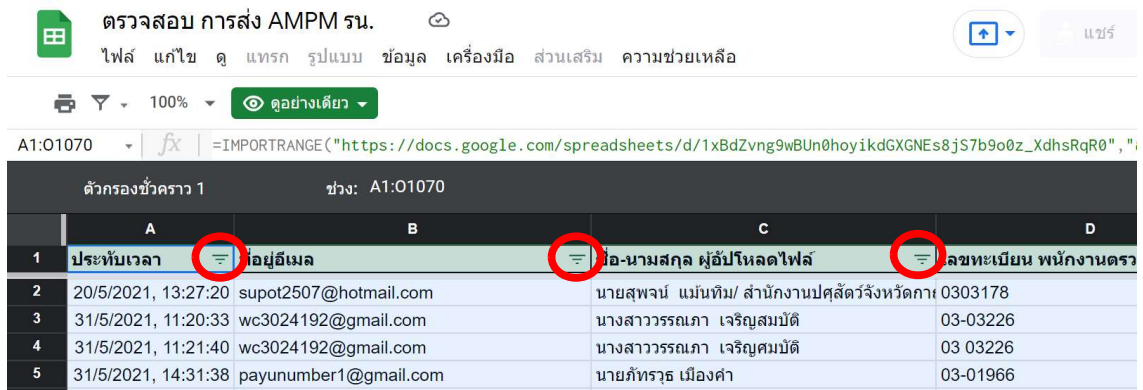 ตรวจสอบ การส่ง AMPM รน.
ไฟล์ แก้ไข ดู แทรก รูปแบบ ข้อมูล เครื่องมือ ส่วนเสริม ความช่วยเหลือ
แชร์
100% ดูอย่างเดียว
A1:O1070 fx =IMPORTRANGE("https://docs.google.com/spreadsheets/d/1xBdZvng9wBUn0hoyikdGXGNEs8jS7b9o0z_XdhsRqR0","
ตัวกรองชั่วคราว 1 ช่วง: A1:O1070
A B C D
1 ประทับเวลา ที่อยู่อีเมล ชื่อ-นามสกุล ผู้อัปโหลดไฟล์ เลขทะเบียน พนักงานตรว
2 20/5/2021, 13:27:20 supot2507@hotmail.com นายสุพจน์ แม้นทิม/ สำนักงานปศุสัตว์จังหวัดกา 0303178
3 31/5/2021, 11:20:33 wc3024192@gmail.com นางสาววรรณภา เจริญสมบัติ 03-03226
4 31/5/2021, 11:21:40 wc3024192@gmail.com นางสาววรรณภา เจริญศมบัติ 03 03226
5 31/5/2021, 14:31:38 payunumber1@gmail.com นายภัทรวุธ เมืองคำ 03-01966